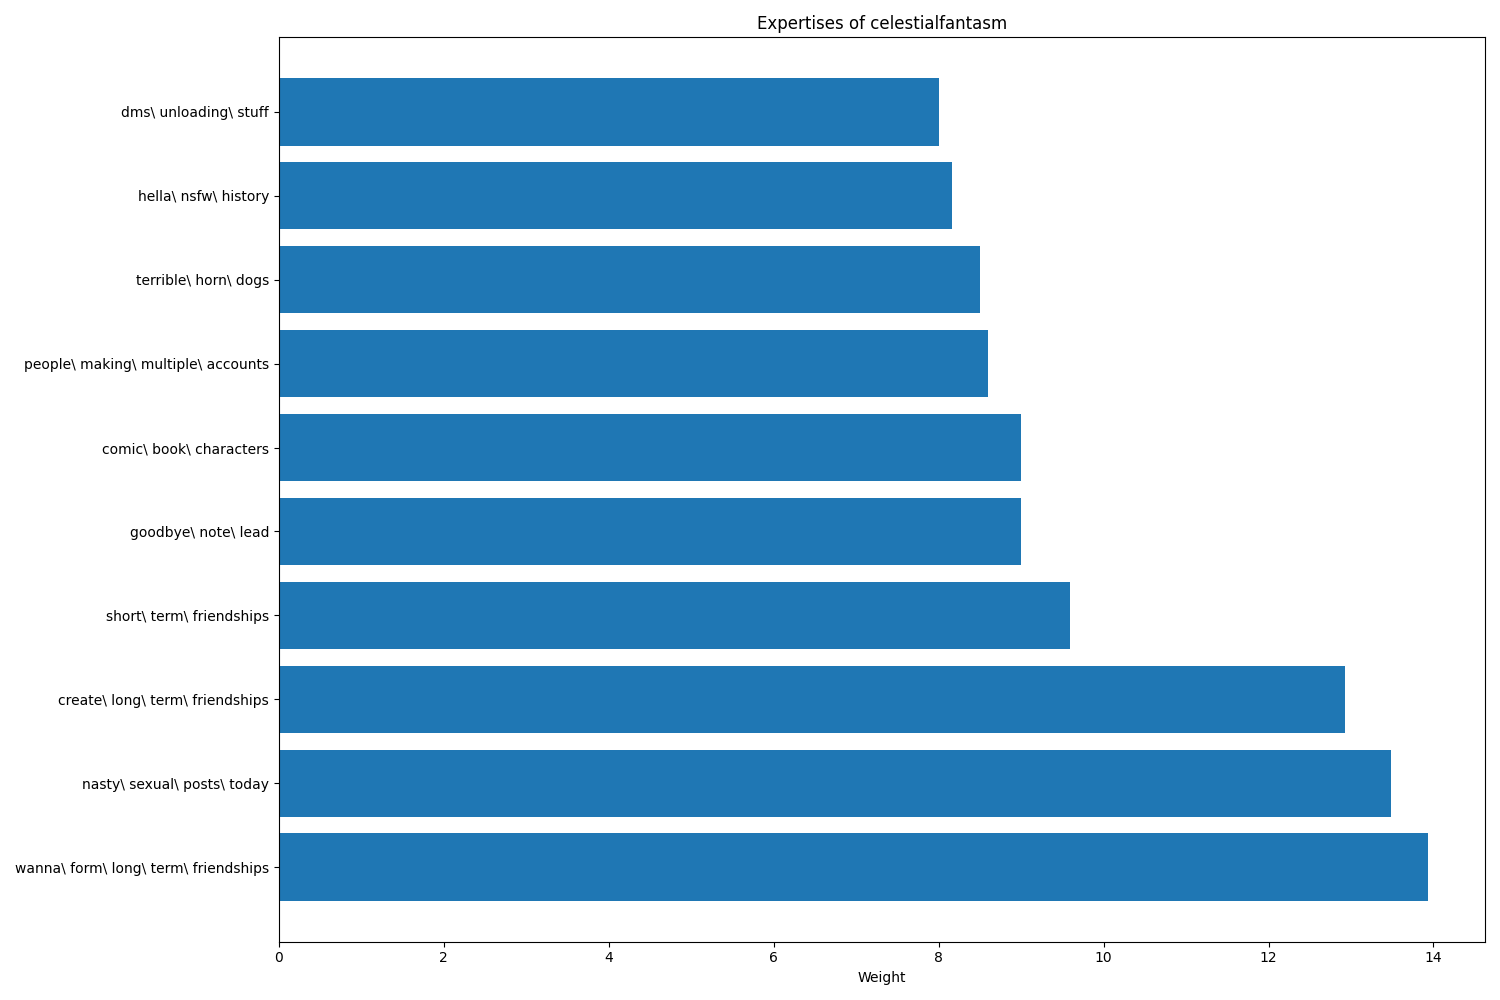 Expertises of celestialfantasm
dms\ unloading\ stuff
hella\ nsfw\ history
terrible\ horn\ dogs
people\ making\ multiple\ accounts
comic\ book\ characters
goodbye\ note\ lead
short\ term\ friendships
create\ long\ term\ friendships
nasty\ sexual\ posts\ today
wanna\ form\ long\ term\ friendships
0 2 4 6 8 10 12 14
Weight